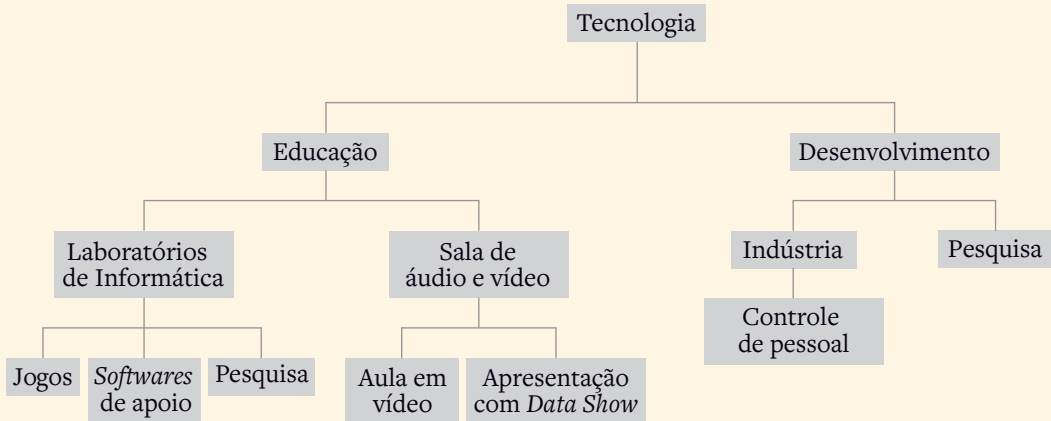 Tecnologia
Educação
Desenvolvimento
Laboratórios
de Informática
Sala de
áudio e vídeo
Indústria
Pesquisa
Controle
de pessoal
Jogos
Softwares
de apoio
Pesquisa
Aula em
vídeo
Apresentação
com Data Show